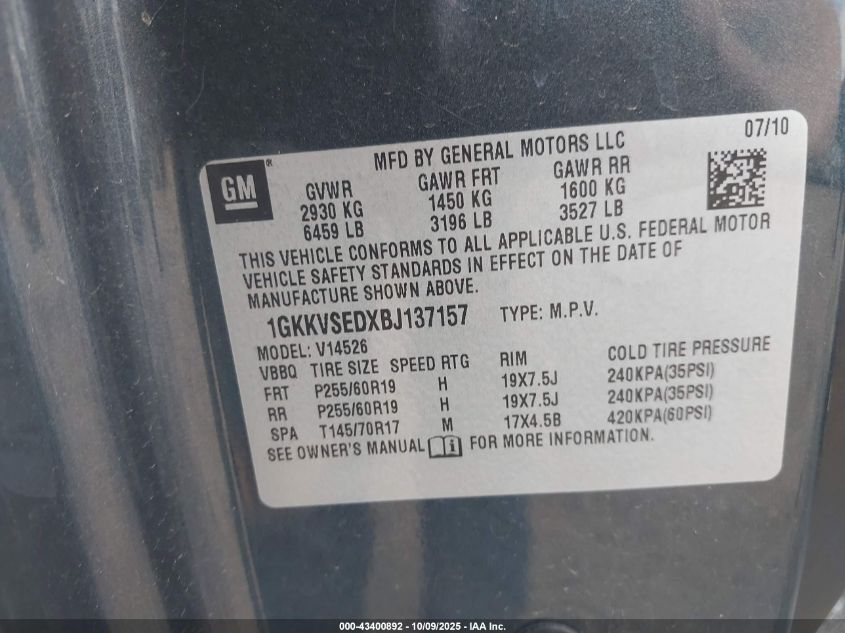 07/10
MFD BY GENERAL MOTORS LLC
GM ®
GVWR GAWR FRT GAWR RR
2930 KG 1450 KG 1600 KG
6459 LB 3196 LB 3527 LB
THIS VEHICLE CONFORMS TO ALL APPLICABLE U.S. FEDERAL MOTOR
VEHICLE SAFETY STANDARDS IN EFFECT ON THE DATE OF
MANUFACTURE SHOWN ABOVE.
1GKKVSEDXBJ137157 TYPE: M.P.V.
MODEL: V14526
VBBQ TIRE SIZE SPEED RTG RIM COLD TIRE PRESSURE
FRT P255/60R19 H 19X7.5J 240KPA(35PSI)
RR P255/60R19 H 19X7.5J 240KPA(35PSI)
SPA T145/70R17 M 17X4.5B 420KPA(60PSI)
SEE OWNER'S MANUAL FOR MORE INFORMATION.
000-43400892 - 10/09/2025 - IAA Inc.